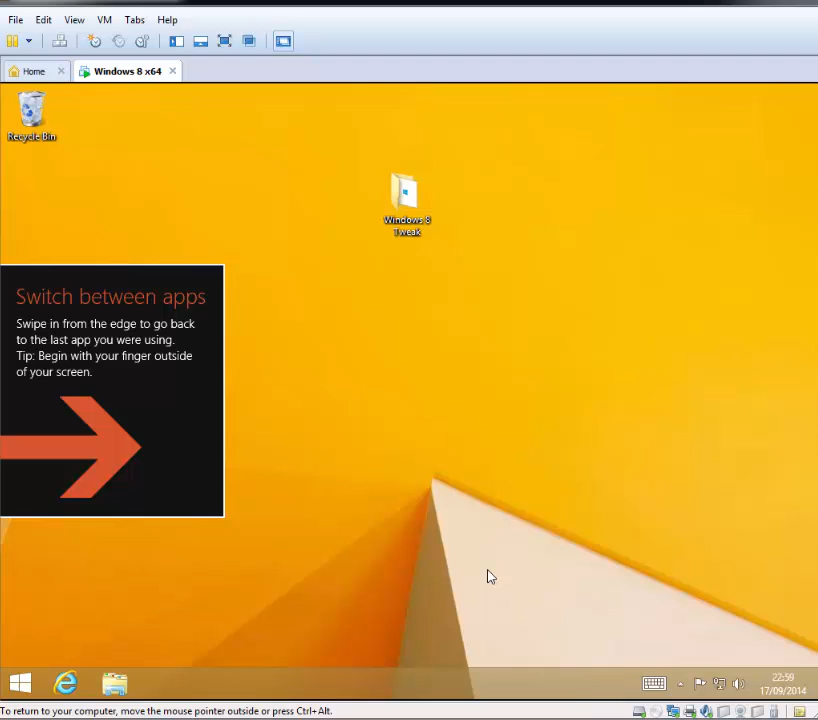 File Edit View VM Tabs Help
Home Windows 8 x64
Recycle Bin
Windows 8
Tweak
Switch between apps
Swipe in from the edge to go back
to the last app you were using.
Tip: Begin with your finger outside
of your screen.
22:59
17/09/2014
To return to your computer, move the mouse pointer outside or press Ctrl+Alt.